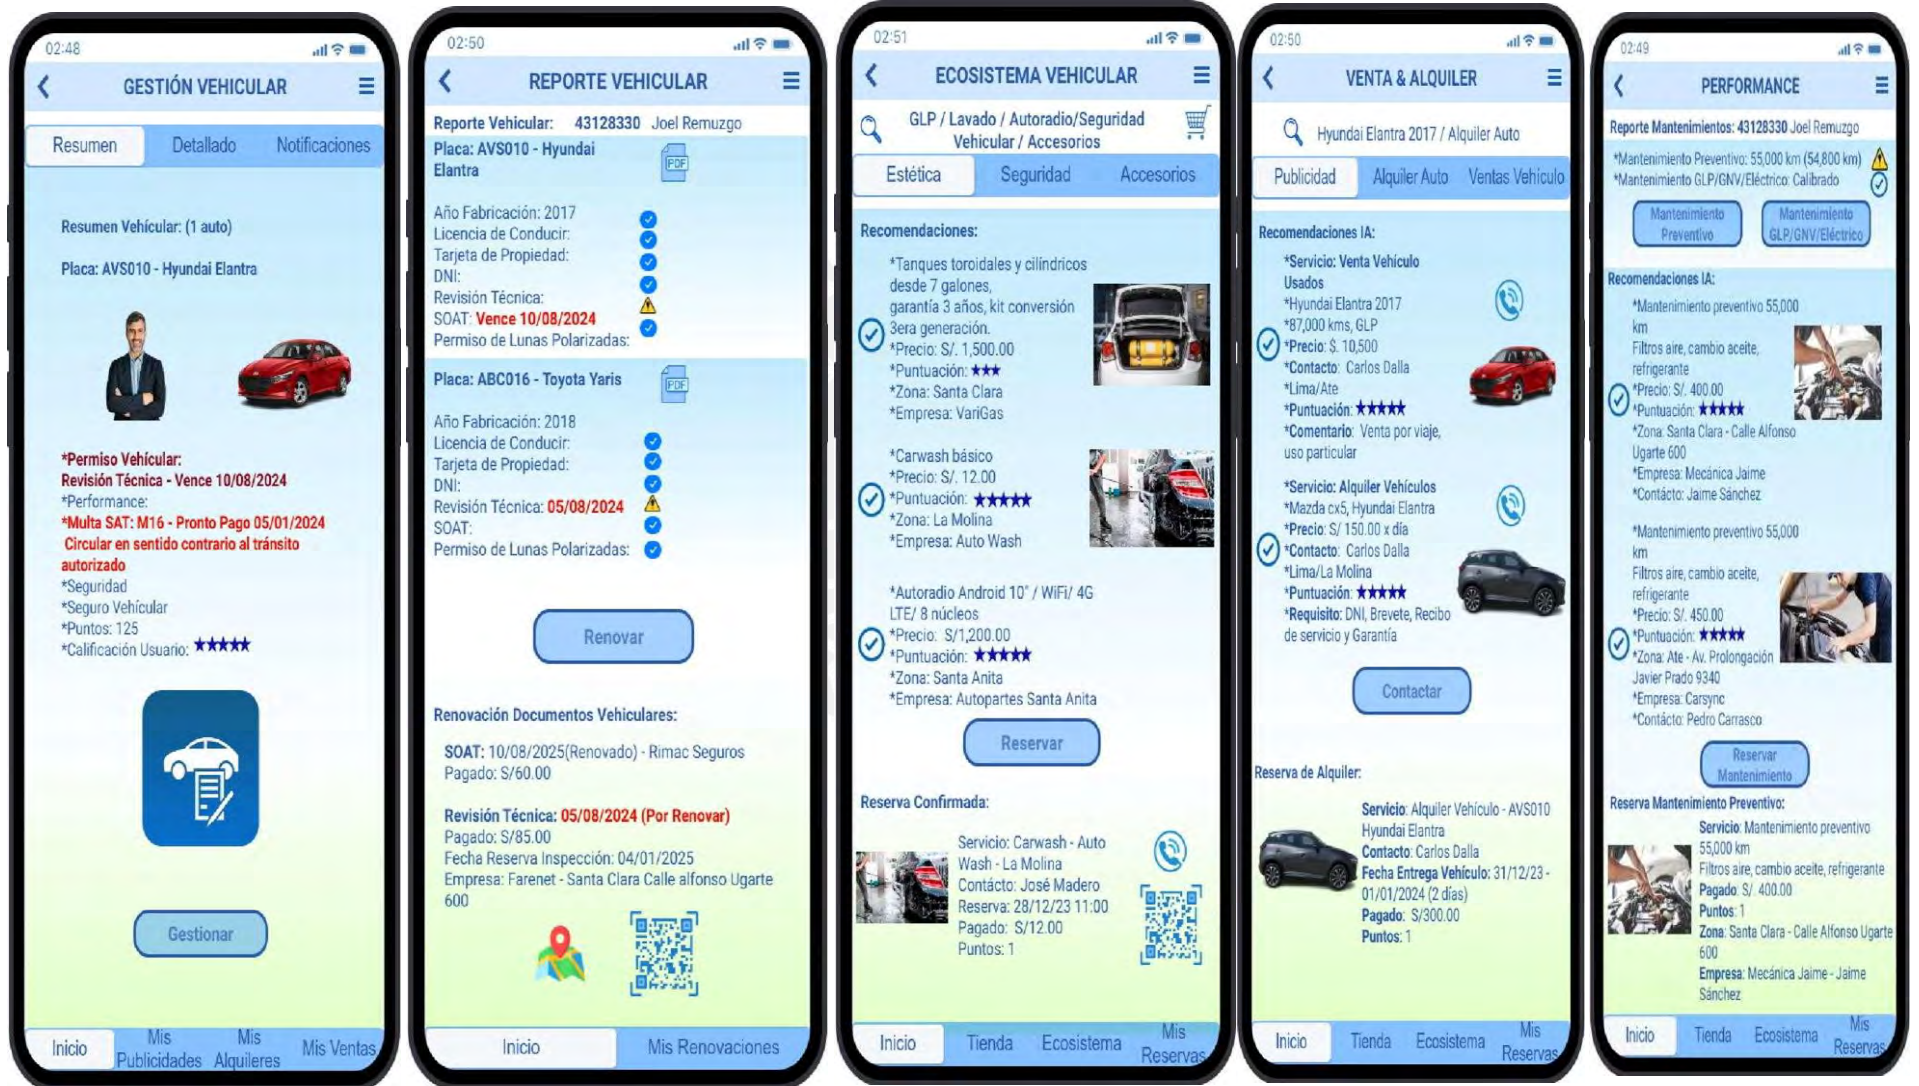 02:48
GESTIÓN VEHICULAR
Resumen Detallado Notificaciones
Resumen Vehícular: (1 auto)
Placa: AVS010 - Hyundai Elantra
*Permiso Vehícular:
Revisión Técnica - Vence 10/08/2024
*Performance:
*Multa SAT: M16 - Pronto Pago 05/01/2024
Circular en sentido contrario al tránsito
autorizado
*Seguridad
*Seguro Vehícular
*Puntos: 125
*Calificación Usuario: ★★★★★
Gestionar
Inicio Mis Publicidades Mis Alquileres Mis Ventas
02:50
REPORTE VEHICULAR
Reporte Vehicular: 43128330 Joel Remuzgo
Placa: AVS010 - Hyundai
Elantra
PDF
Año Fabricación: 2017
Licencia de Conducir:
Tarjeta de Propiedad:
DNI:
Revisión Técnica:
SOAT: Vence 10/08/2024
Permiso de Lunas Polarizadas:
Placa: ABC016 - Toyota Yaris
PDF
Año Fabricación: 2018
Licencia de Conducir:
Tarjeta de Propiedad:
DNI:
Revisión Técnica: 05/08/2024
SOAT:
Permiso de Lunas Polarizadas:
Renovar
Renovación Documentos Vehiculares:
SOAT: 10/08/2025(Renovado) - Rimac Seguros
Pagado: S/60.00
Revisión Técnica: 05/08/2024 (Por Renovar)
Pagado: S/85.00
Fecha Reserva Inspección: 04/01/2025
Empresa: Farenet - Santa Clara Calle alfonso Ugarte
600
Inicio Mis Renovaciones
02:51
ECOSISTEMA VEHICULAR
GLP / Lavado / Autoradio/Seguridad
Vehicular / Accesorios
Estética Seguridad Accesorios
Recomendaciones:
*Tanques toroidales y cilíndricos
desde 7 galones,
garantía 3 años, kit conversión
3era generación.
*Precio: S/. 1,500.00
*Puntuación: ★★★
*Zona: Santa Clara
*Empresa: VariGas
*Carwash básico
*Precio: S/. 12.00
*Puntuación: ★★★★★
*Zona: La Molina
*Empresa: Auto Wash
*Autoradio Android 10" / WiFi/ 4G
LTE/ 8 núcleos
*Precio: S/1,200.00
*Puntuación: ★★★★★
*Zona: Santa Anita
*Empresa: Autopartes Santa Anita
Reservar
Reserva Confirmada:
Servicio: Carwash - Auto
Wash - La Molina
Contácto: José Madero
Reserva: 28/12/23 11:00
Pagado: S/12.00
Puntos: 1
Inicio Tienda Ecosistema Mis Reservas
02:50
VENTA & ALQUILER
Hyundai Elantra 2017 / Alquiler Auto
Publicidad Alquiler Auto Ventas Vehículo
Recomendaciones IA:
*Servicio: Venta Vehículo
Usados
*Hyundai Elantra 2017
*87,000 kms, GLP
*Precio: $. 10,500
*Contacto: Carlos Dalla
*Lima/Ate
*Puntuación: ★★★★★
*Comentario: Venta por viaje,
uso particular
*Servicio: Alquiler Vehículos
*Mazda cx5, Hyundai Elantra
*Precio: S/ 150.00 x día
*Contacto: Carlos Dalla
*Lima/La Molina
*Puntuación: ★★★★★
*Requisito: DNI, Brevete, Recibo
de servicio y Garantía
Contactar
Reserva de Alquiler:
Servicio: Alquiler Vehículo - AVS010
Hyundai Elantra
Contacto: Carlos Dalla
Fecha Entrega Vehículo: 31/12/23 -
01/01/2024 (2 días)
Pagado: S/300.00
Puntos: 1
Inicio Tienda Ecosistema Mis Reservas
02:49
PERFORMANCE
Reporte Mantenimientos: 43128330 Joel Remuzgo
*Mantenimiento Preventivo: 55,000 km (54,800 km)
*Mantenimiento GLP/GNV/Eléctrico: Calibrado
Mantenimiento Preventivo
Mantenimiento GLP/GNV/Eléctrico
Recomendaciones IA:
*Mantenimiento preventivo 55,000
km
Filtros aire, cambio aceite,
refrigerante
*Precio: S/. 400.00
*Puntuación: ★★★★★
*Zona: Santa Clara - Calle Alfonso
Ugarte 600
*Empresa: Mecánica Jaime
*Contácto: Jaime Sánchez
*Mantenimiento preventivo 55,000
km
Filtros aire, cambio aceite,
refrigerante
*Precio: S/. 450.00
*Puntuación: ★★★★★
*Zona: Ate - Av. Prolongación
Javier Prado 9340
*Empresa: Carsync
*Contácto: Pedro Carrasco
Reservar
Mantenimiento
Reserva Mantenimiento Preventivo:
Servicio: Mantenimiento preventivo
55,000 km
Filtros aire, cambio aceite, refrigerante
Pagado: S/. 400.00
Puntos: 1
Zona: Santa Clara - Calle Alfonso Ugarte
600
Empresa: Mecánica Jaime - Jaime
Sánchez
Inicio Tienda Ecosistema Mis Reservas